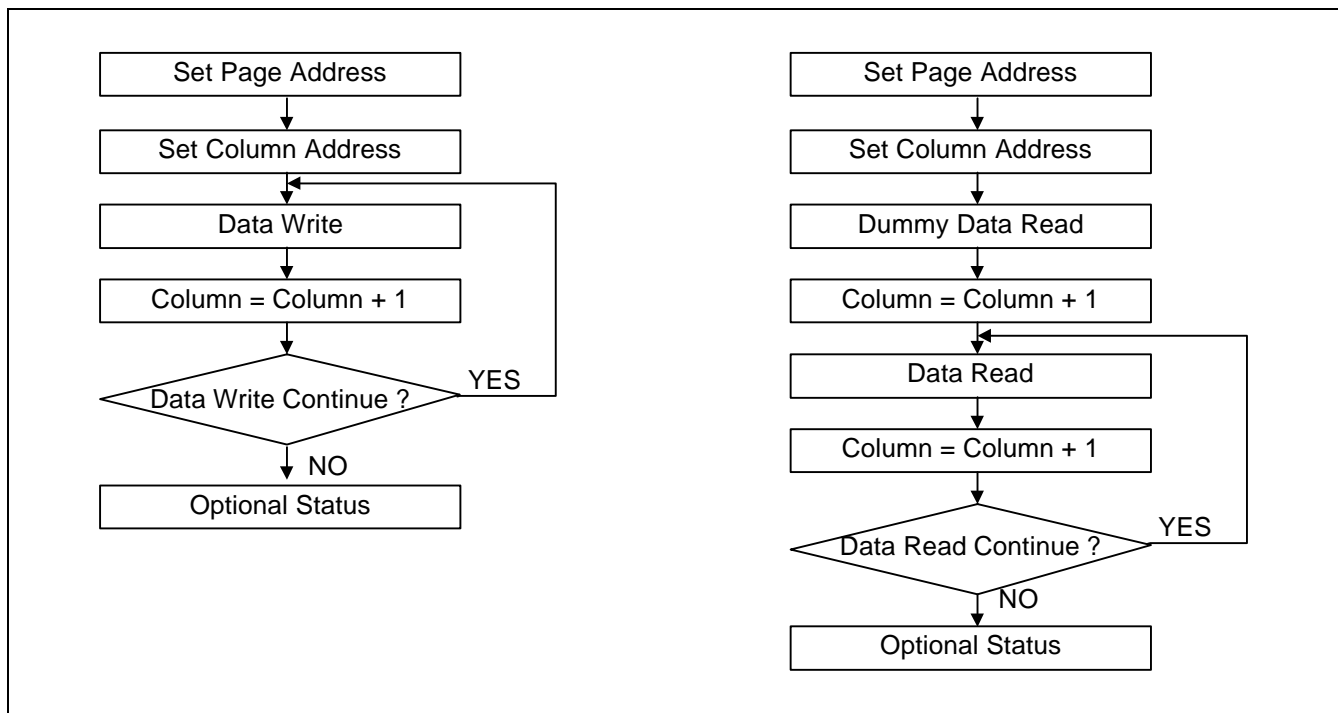 Set Page Address
Set Column Address
Data Write
Column = Column + 1
Data Write Continue ?
YES
NO
Optional Status
Set Page Address
Set Column Address
Dummy Data Read
Column = Column + 1
Data Read
Column = Column + 1
Data Read Continue ?
YES
NO
Optional Status